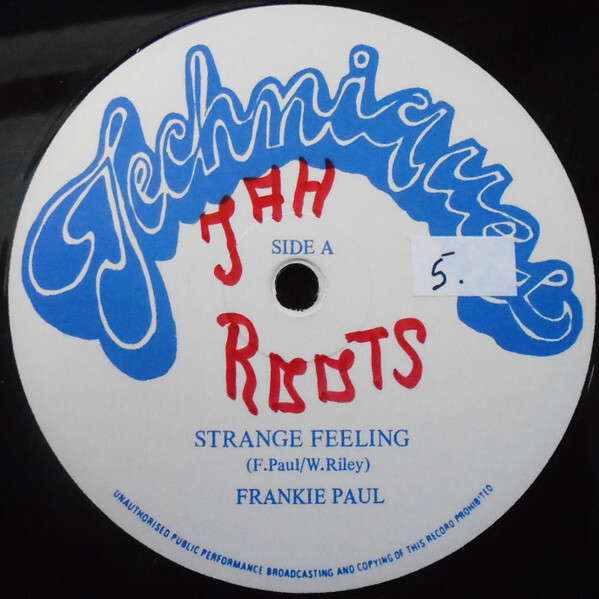 Techniques
JAH
SIDE A
5.
ROOTS
STRANGE FEELING
(F.Paul/W.Riley)
FRANKIE PAUL
UNAUTHORISED PUBLIC PERFORMANCE BROADCASTING AND COPYING OF THIS RECORD PROHIBITED